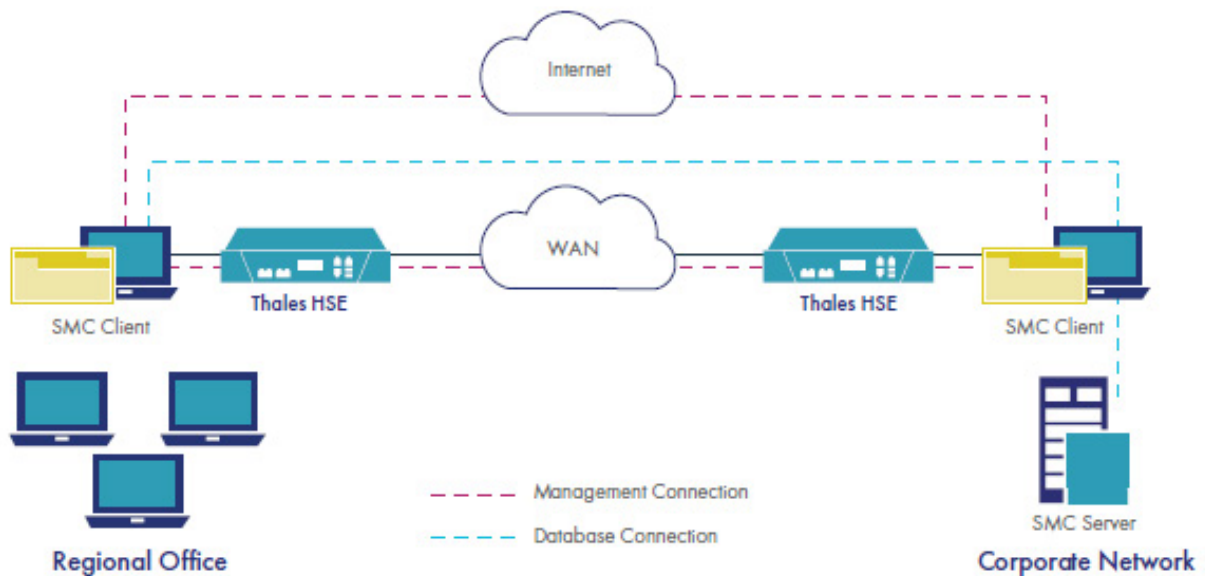 Internet
WAN
Thales HSE
Thales HSE
SMC Client
SMC Client
Management Connection
Database Connection
SMC Server
Regional Office
Corporate Network